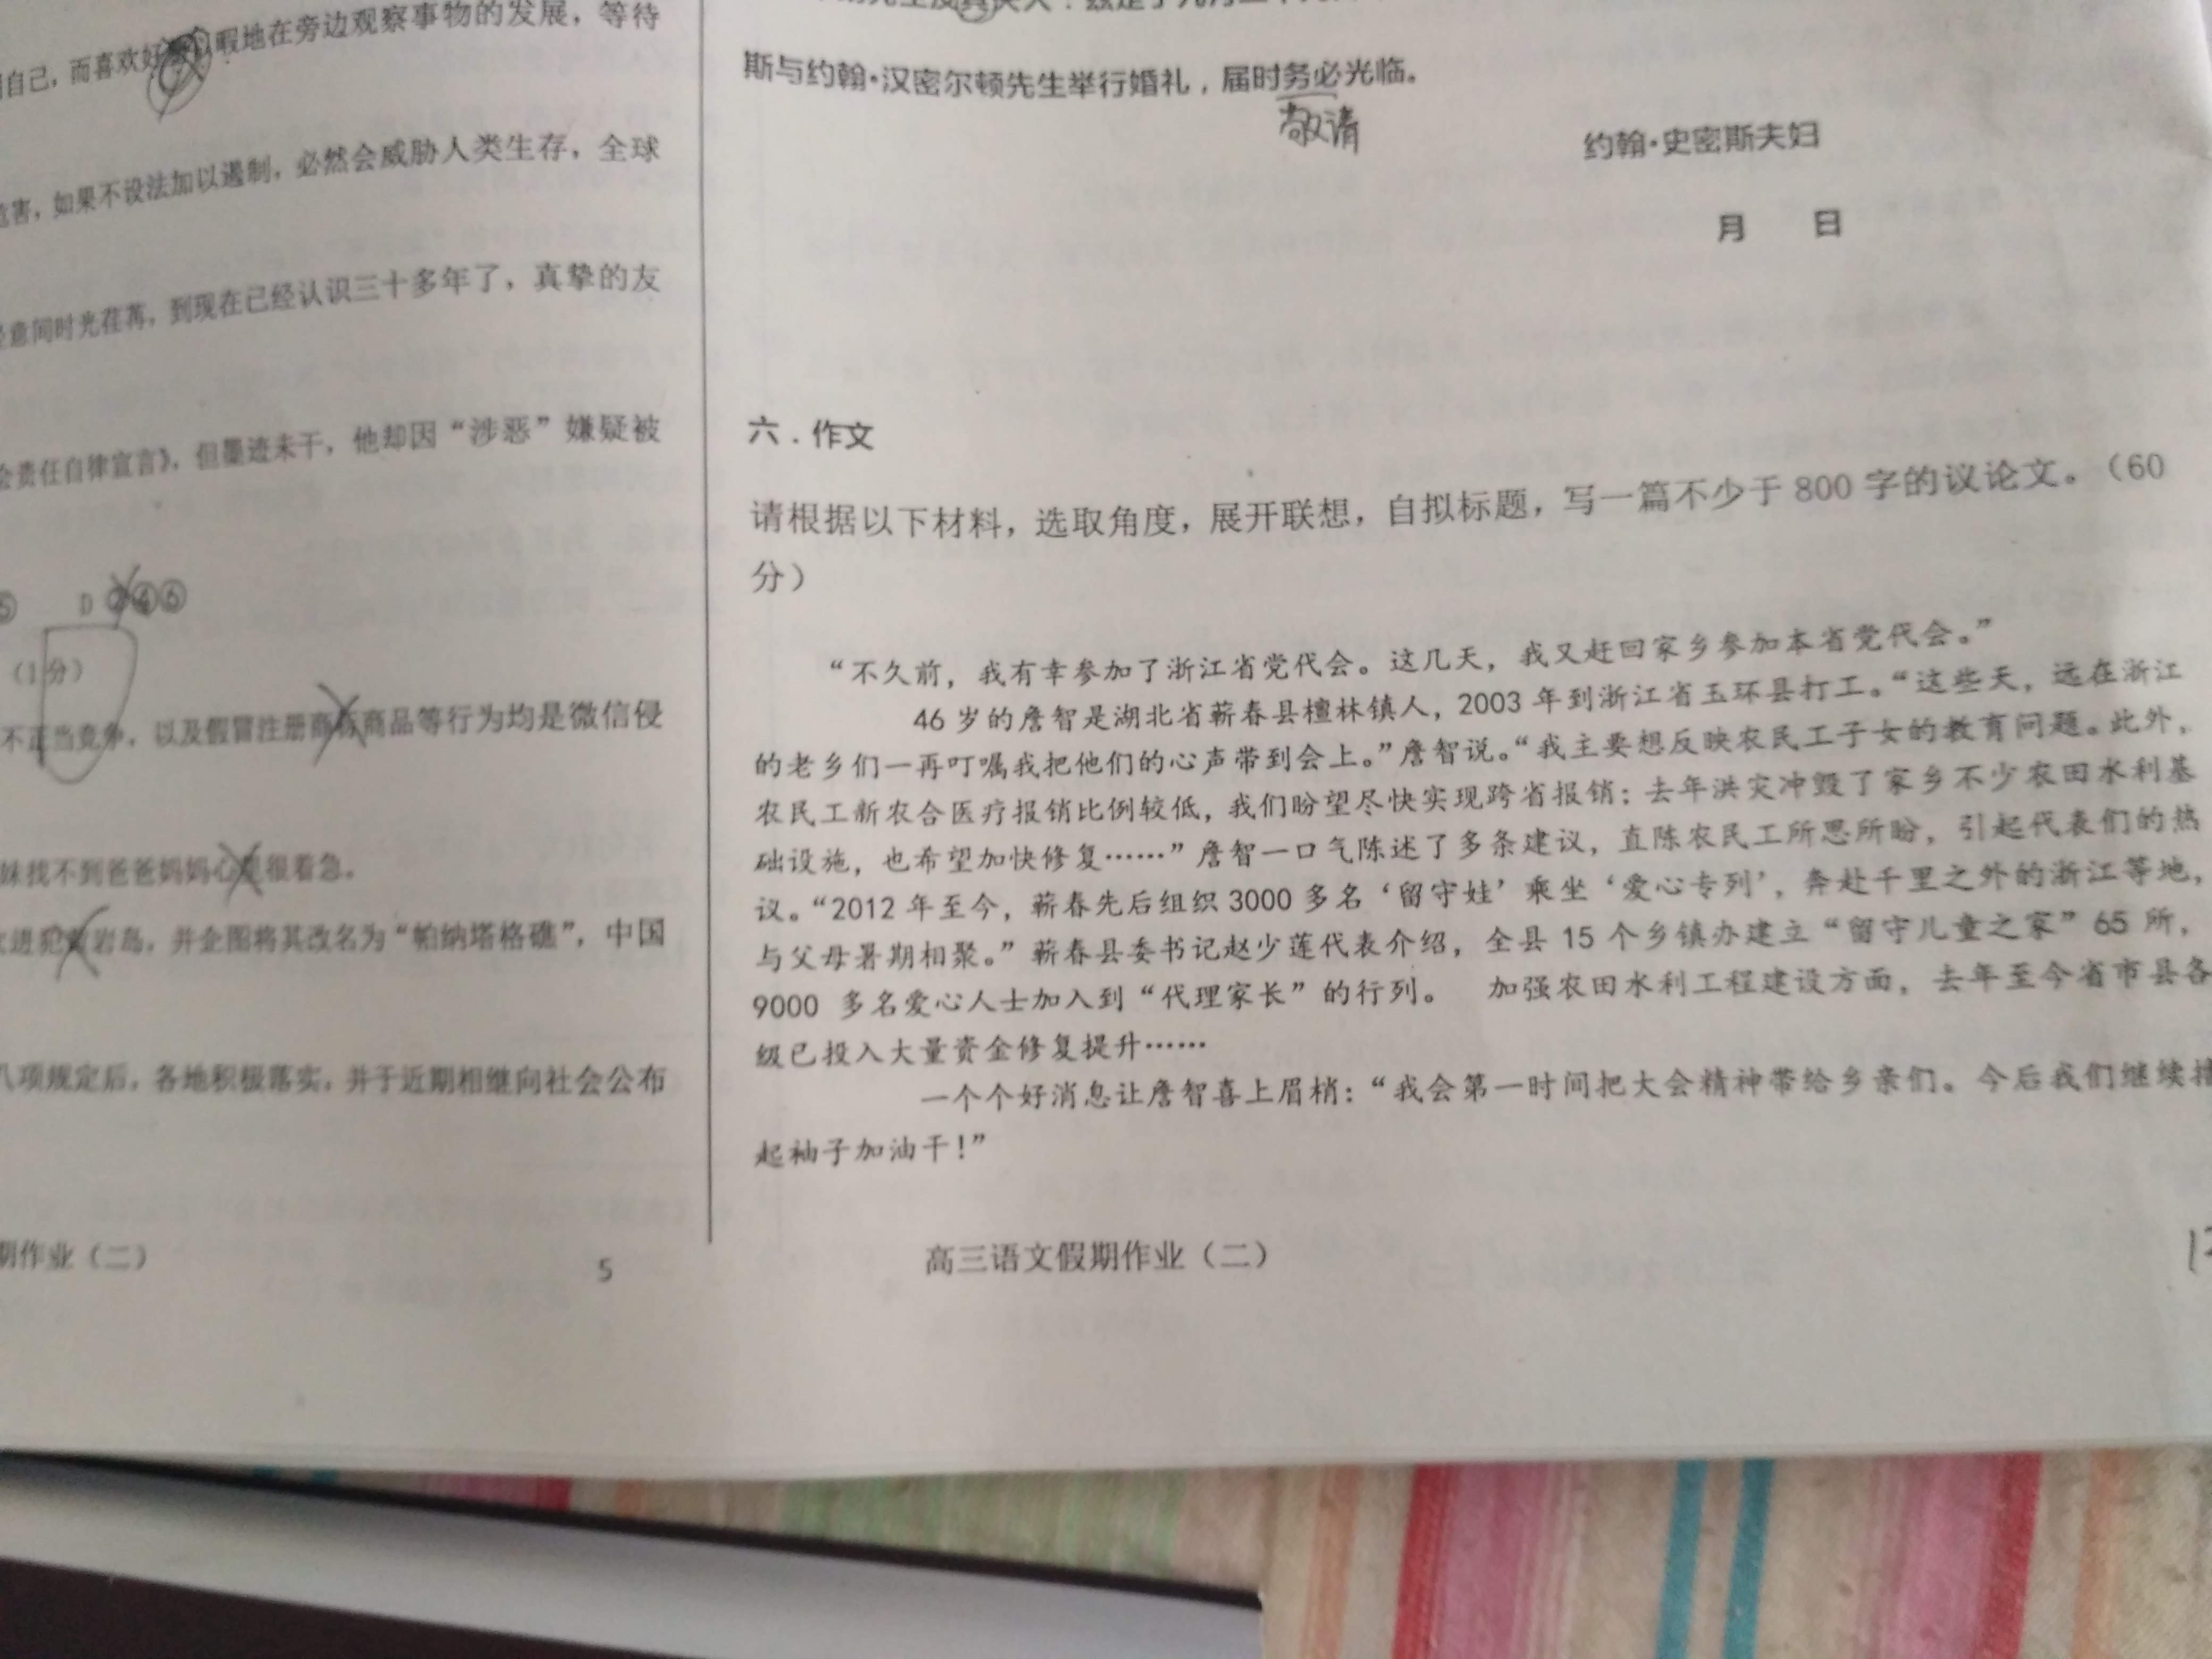 自己，而喜欢好
暇地在旁边观察事物的发展，等待
害，如果不设法加以遏制，必然会威胁人类生存，全球
意间时光荏苒，到现在已经认识三十多年了，真挚的友
会责任自律宣言》，但墨迹未干，他却因“涉恶”嫌疑被
⑤ D ④⑥
（1分）
不正当竞争，以及假冒注册商标商品等行为均是微信侵
妹找不到爸爸妈妈心里很着急。
进犯黄岩岛，并企图将其改名为“帕纳塔格礁”，中国
八项规定后，各地积极落实，并于近期相继向社会公布
期作业（二）
5
斯与约翰·汉密尔顿先生举行婚礼，届时务必光临。
敬请
约翰·史密斯夫妇
月 日
六．作文
请根据以下材料，选取角度，展开联想，自拟标题，写一篇不少于800字的议论文。（60
分）
“不久前，我有幸参加了浙江省党代会。这几天，我又赶回家乡参加本省党代会。”
46岁的詹智是湖北省蕲春县檀林镇人，2003年到浙江省玉环县打工。“这些天，远在浙江
的老乡们一再叮嘱我把他们的心声带到会上。”詹智说。“我主要想反映农民工子女的教育问题。此外，
农民工新农合医疗报销比例较低，我们盼望尽快实现跨省报销；去年洪灾冲毁了家乡不少农田水利基
础设施，也希望加快修复……”詹智一口气陈述了多条建议，直陈农民工所思所盼，引起代表们的热
议。“2012年至今，蕲春先后组织3000多名‘留守娃’乘坐‘爱心专列’，奔赴千里之外的浙江等地，
与父母暑期相聚。”蕲春县委书记赵少莲代表介绍，全县15个乡镇办建立“留守儿童之家”65所，
9000 多名爱心人士加入到“代理家长”的行列。 加强农田水利工程建设方面，去年至今省市县各
级已投入大量资金修复提升……
一个个好消息让詹智喜上眉梢：“我会第一时间把大会精神带给乡亲们。今后我们继续撸
起袖子加油干！”
高三语文假期作业（二）